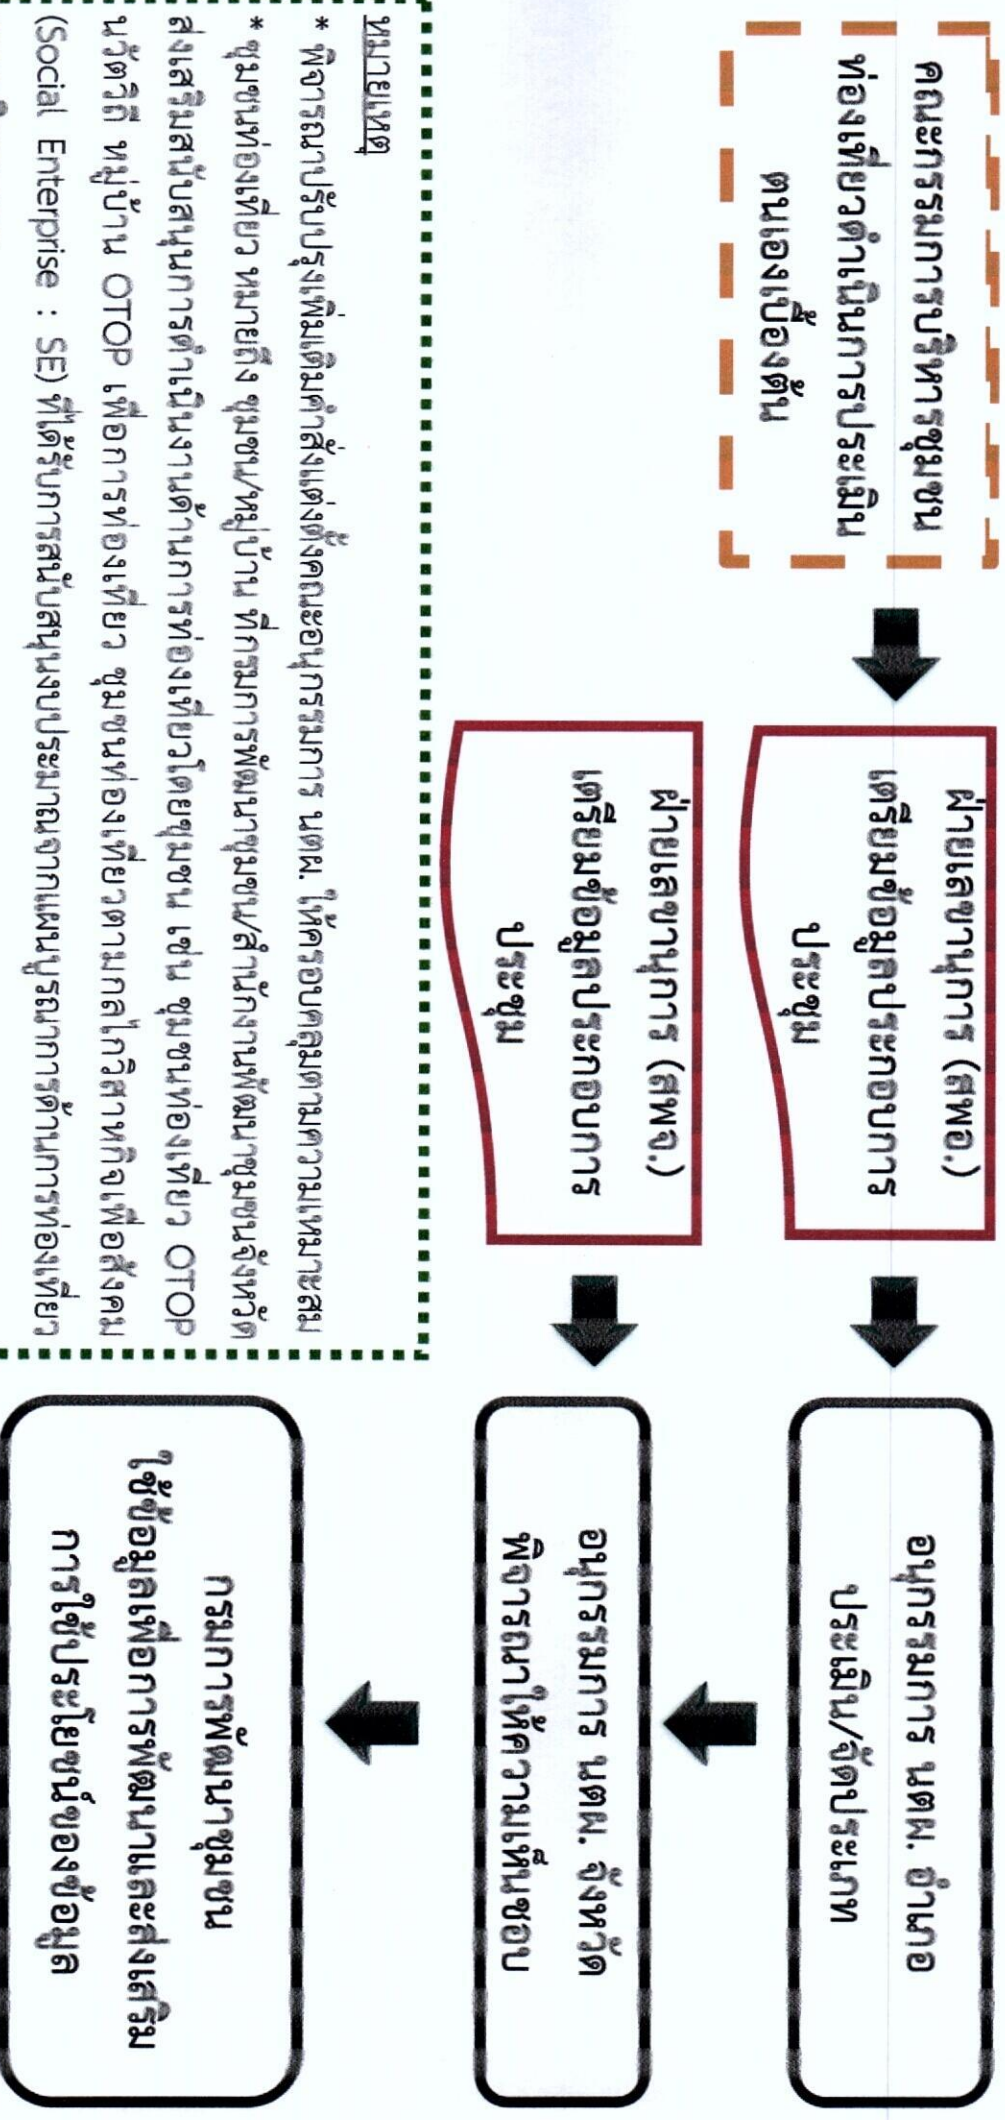 คณะกรรมการบริหารชุมชน
ท่องเที่ยวดำเนินการประเมิน
ตนเองเบื้องต้น
ฝ่ายเลขานุการ (สพอ.)
เตรียมข้อมูลประกอบการ
ประชุม
อนุกรรมการ นตผ. อำเภอ
ประเมิน/จัดประเภท
ฝ่ายเลขานุการ (สพจ.)
เตรียมข้อมูลประกอบการ
ประชุม
อนุกรรมการ นตผ. จังหวัด
พิจารณาให้ความเห็นชอบ
กรมการพัฒนาชุมชน
ใช้ข้อมูลเพื่อการพัฒนาและส่งเสริม
การใช้ประโยชน์ของข้อมูล
หมายเหตุ
* พิจารณาปรับปรุงเพิ่มเติมคำสั่งแต่งตั้งคณะอนุกรรมการ นตผ. ให้ครอบคลุมตามความเหมาะสม
* ชุมชนท่องเที่ยว หมายถึง ชุมชน/หมู่บ้าน ที่กรมการพัฒนาชุมชน/สำนักงานพัฒนาชุมชนจังหวัด
ส่งเสริมสนับสนุนการดำเนินงานด้านการท่องเที่ยวโดยชุมชน เช่น ชุมชนท่องเที่ยว OTOP
นวัตวิถี หมู่บ้าน OTOP เพื่อการท่องเที่ยว ชุมชนท่องเที่ยวตามกลไกวิสาหกิจเพื่อสังคม
(Social Enterprise : SE) ที่ได้รับการสนับสนุนงบประมาณจากแผนบูรณาการด้านการท่องเที่ยว